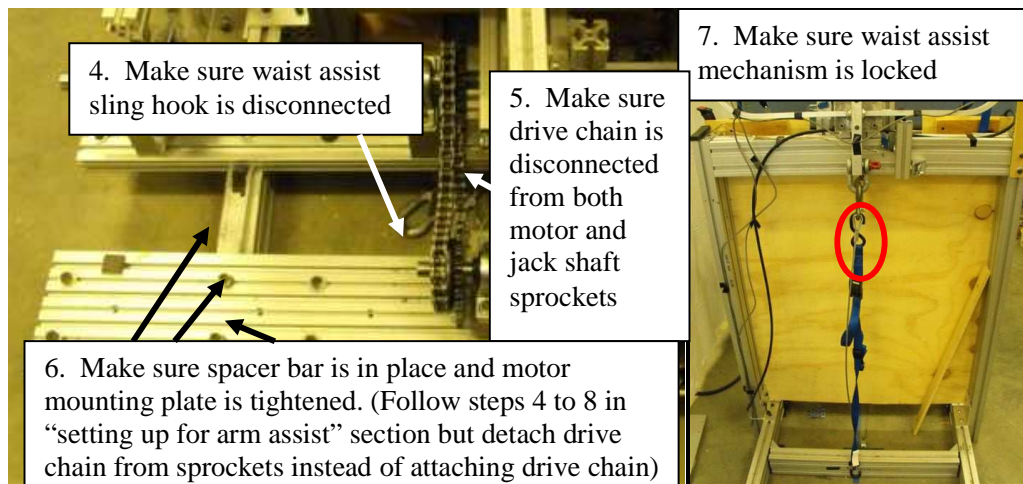 4. Make sure waist assist
sling hook is disconnected
5. Make sure
drive chain is
disconnected
from both
motor and
jack shaft
sprockets
6. Make sure spacer bar is in place and motor
mounting plate is tightened. (Follow steps 4 to 8 in
“setting up for arm assist” section but detach drive
chain from sprockets instead of attaching drive chain)
7. Make sure waist assist
mechanism is locked